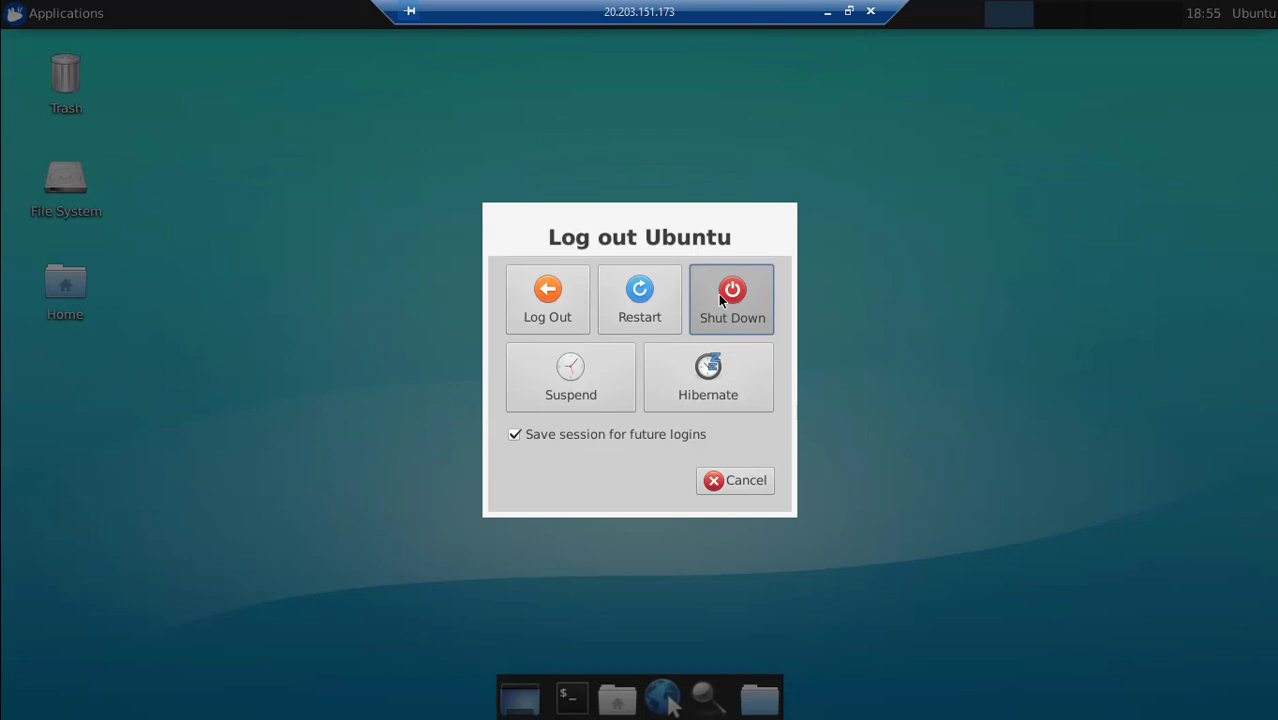 Applications
20.203.151.173
18:55 Ubuntu
Trash
File System
Home
Log out Ubuntu
Log Out
Restart
Shut Down
Suspend
Hibernate
Save session for future logins
Cancel
$_